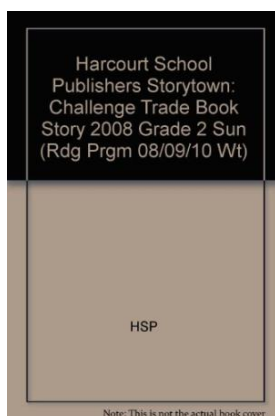 Harcourt School
Publishers Storytown:
Challenge Trade Book
Story 2008 Grade 2 Sun
(Rdg Prgm 08/09/10 Wt)
HSP
Note: This is not the actual book cover